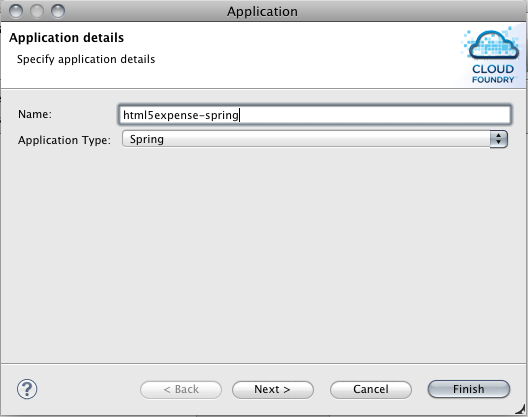 Application
Application details
Specify application details
CLOUD
FOUNDRY
Name: html5expense-spring
Application Type: Spring
?
< Back Next > Cancel Finish